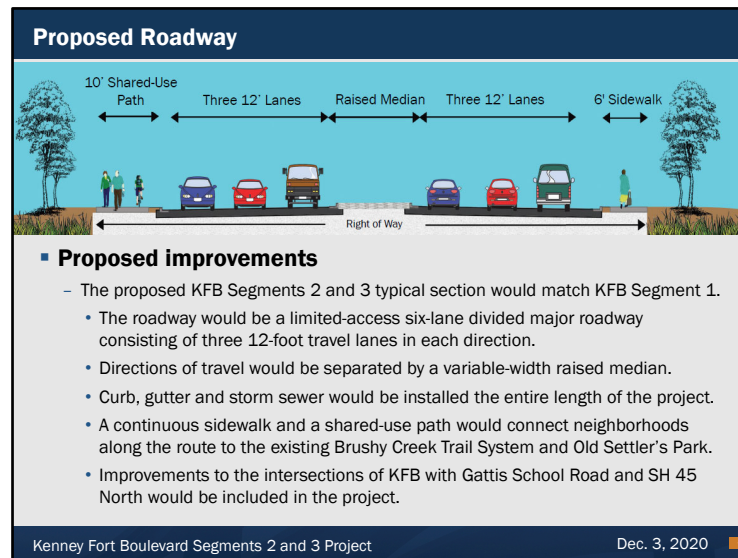 Proposed Roadway
10' Shared-Use
Path
Three 12' Lanes
Raised Median
Three 12' Lanes
6' Sidewalk
Right of Way
▪ Proposed improvements
– The proposed KFB Segments 2 and 3 typical section would match KFB Segment 1.
• The roadway would be a limited-access six-lane divided major roadway
consisting of three 12-foot travel lanes in each direction.
• Directions of travel would be separated by a variable-width raised median.
• Curb, gutter and storm sewer would be installed the entire length of the project.
• A continuous sidewalk and a shared-use path would connect neighborhoods
along the route to the existing Brushy Creek Trail System and Old Settler's Park.
• Improvements to the intersections of KFB with Gattis School Road and SH 45
North would be included in the project.
Kenney Fort Boulevard Segments 2 and 3 Project
Dec. 3, 2020